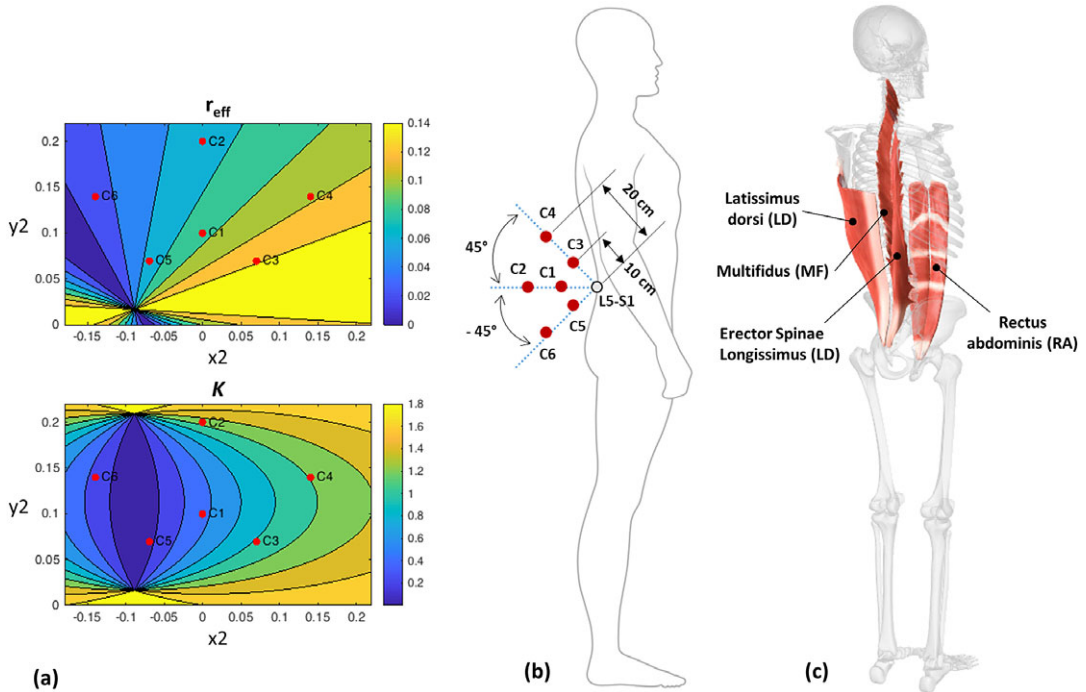 r_eff
0.2
0.15
0.1
0.05
0
y2
-0.15
-0.1
-0.05
0
0.05
0.1
0.15
0.2
x2
C2
C6
C4
C1
C5
C3
0.14
0.12
0.1
0.08
0.06
0.04
0.02
0
K
0.2
0.15
0.1
0.05
0
y2
-0.15
-0.1
-0.05
0
0.05
0.1
0.15
0.2
x2
C2
C6
C4
C1
C5
C3
1.8
1.6
1.4
1.2
1
0.8
0.6
0.4
0.2
(a)
20 cm
10 cm
C4
45°
C3
C2
C1
L5-S1
C5
- 45°
C6
(b)
Latissimus
dorsi (LD)
Multifidus (MF)
Erector Spinae
Longissimus (LD)
Rectus
abdominis (RA)
(c)